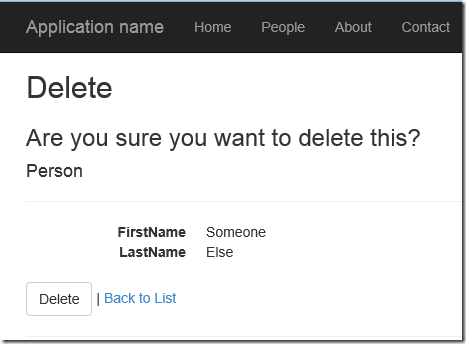 Application name Home People About Contact
Delete
Are you sure you want to delete this?
Person
FirstName Someone
LastName Else
Delete | Back to List